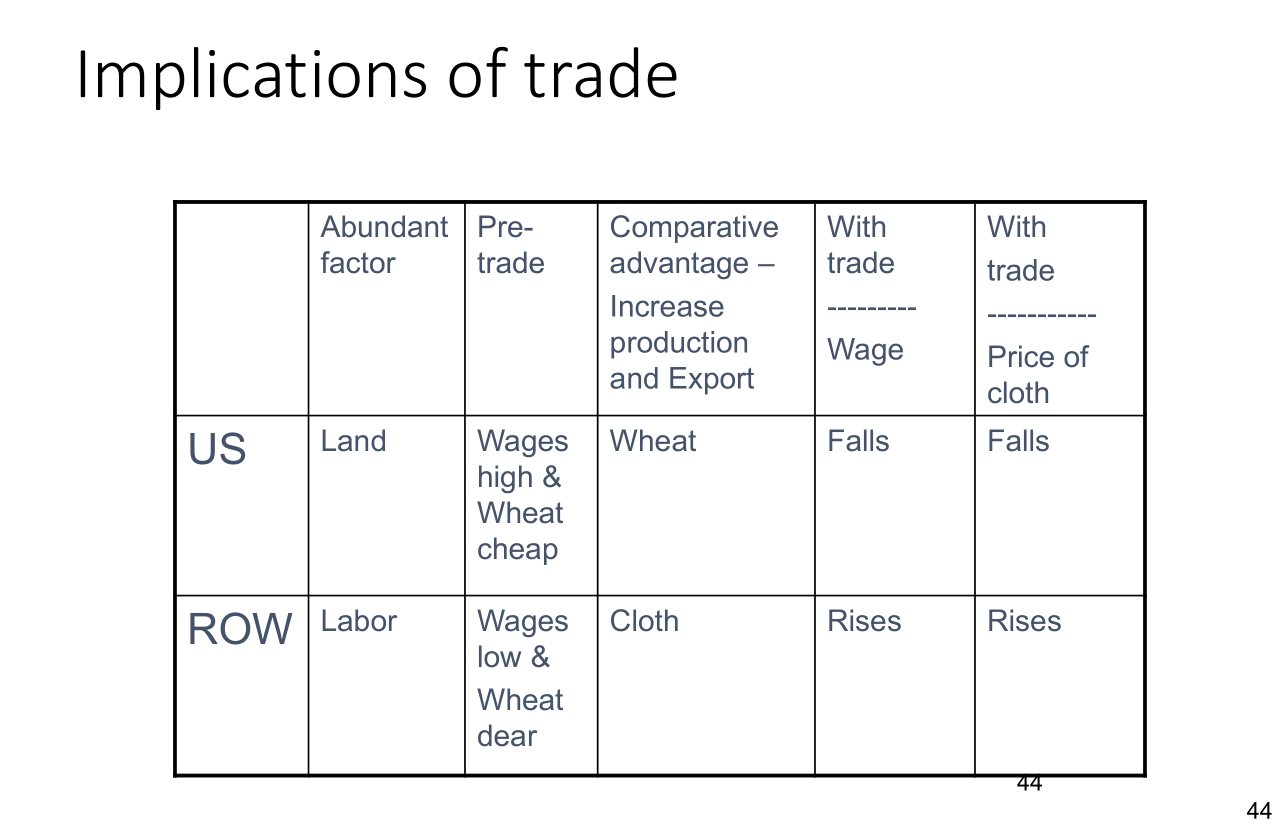 Implications of trade
Abundant
factor
Pre-
trade
Comparative
advantage –
Increase
production
and Export
With
trade
---------
Wage
With
trade
-----------
Price of
cloth
US
Land
Wages
high &
Wheat
cheap
Wheat
Falls
Falls
ROW
Labor
Wages
low &
Wheat
dear
Cloth
Rises
Rises
44
44